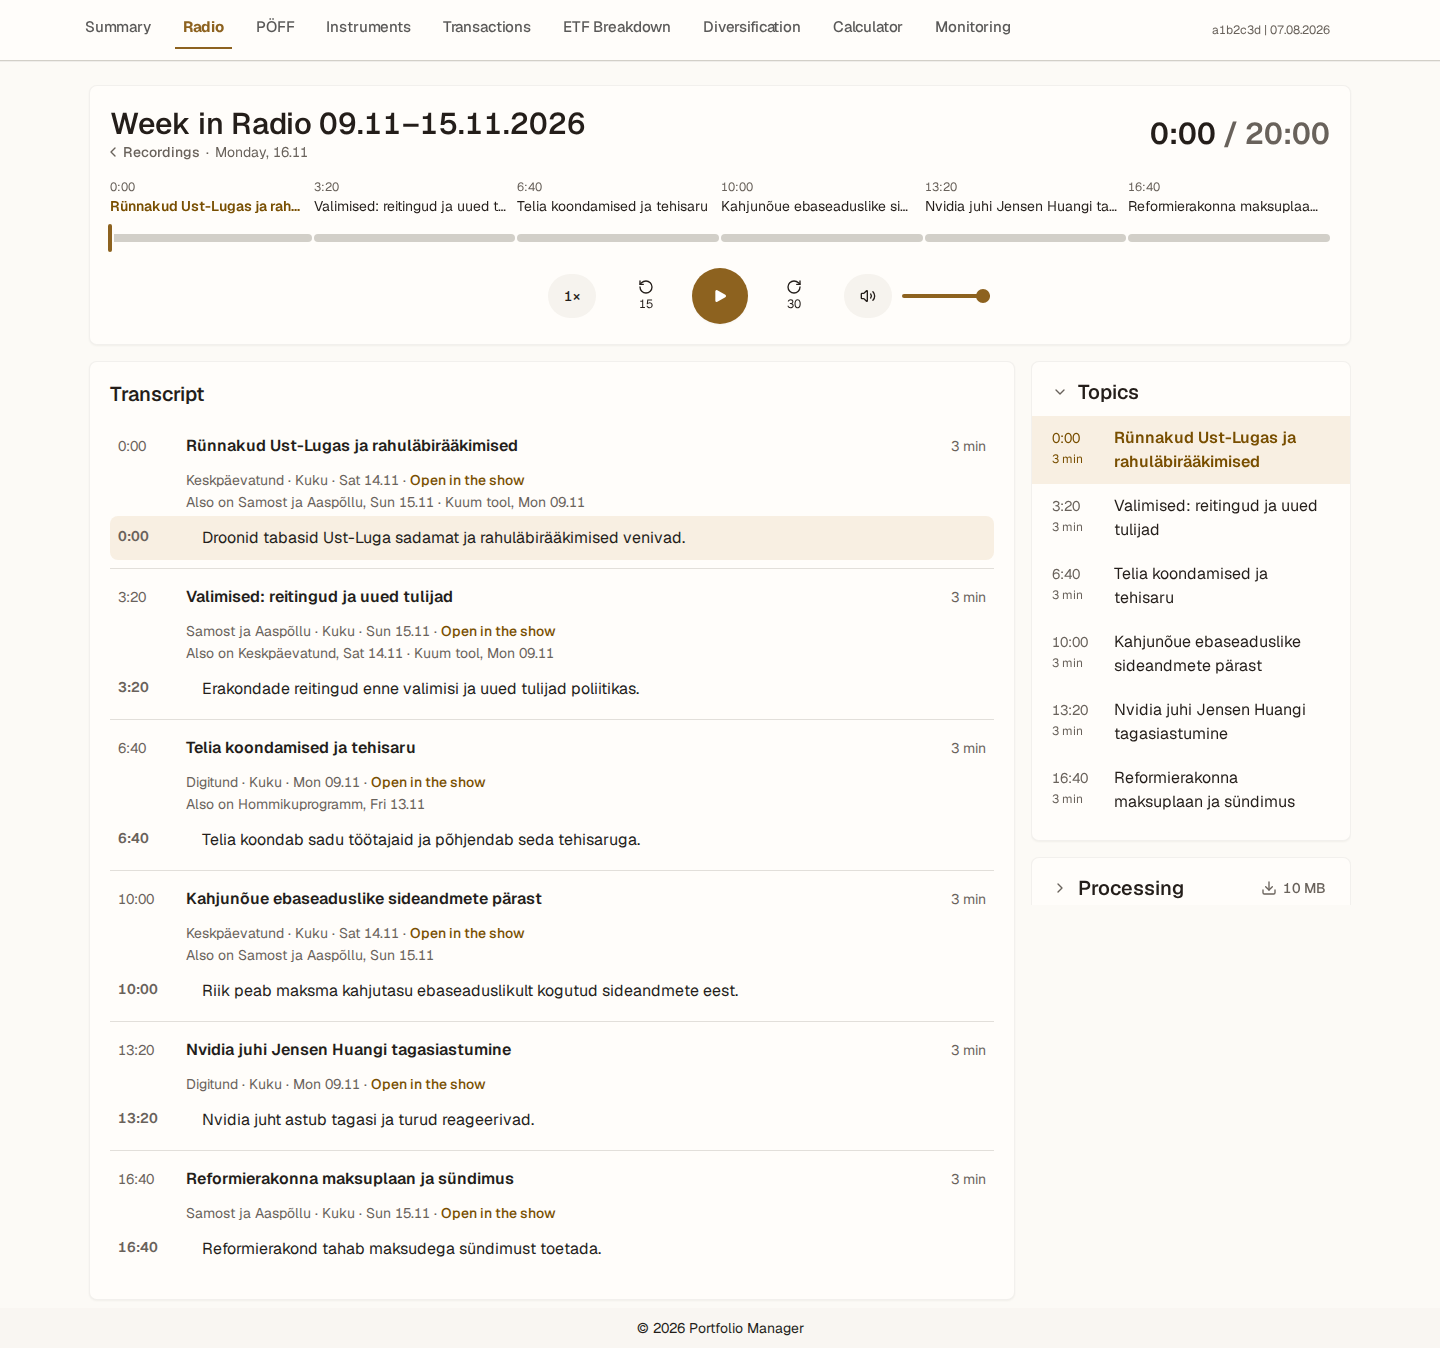 Summary Radio PÖFF Instruments Transactions ETF Breakdown Diversification Calculator Monitoring a1b2c3d | 07.08.2026
Week in Radio 09.11–15.11.2026
0:00 / 20:00
Recordings · Monday, 16.11
0:00 3:20 6:40 10:00 13:20 16:40
Rünnakud Ust-Lugas ja rah... Valimised: reitingud ja uued t... Telia koondamised ja tehisaru Kahjunõue ebaseaduslike si... Nvidia juhi Jensen Huangi ta... Reformierakonna maksuplaa...
1× 15 30
Transcript
0:00 Rünnakud Ust-Lugas ja rahuläbirääkimised 3 min
Keskpäevatund · Kuku · Sat 14.11 · Open in the show
Also on Samost ja Aaspõllu, Sun 15.11 · Kuum tool, Mon 09.11
0:00 Droonid tabasid Ust-Luga sadamat ja rahuläbirääkimised venivad.
3:20 Valimised: reitingud ja uued tulijad 3 min
Samost ja Aaspõllu · Kuku · Sun 15.11 · Open in the show
Also on Keskpäevatund, Sat 14.11 · Kuum tool, Mon 09.11
3:20 Erakondade reitingud enne valimisi ja uued tulijad poliitikas.
6:40 Telia koondamised ja tehisaru 3 min
Digitund · Kuku · Mon 09.11 · Open in the show
Also on Hommikuprogramm, Fri 13.11
6:40 Telia koondab sadu töötajaid ja põhjendab seda tehisaruga.
10:00 Kahjunõue ebaseaduslike sideandmete pärast 3 min
Keskpäevatund · Kuku · Sat 14.11 · Open in the show
Also on Samost ja Aaspõllu, Sun 15.11
10:00 Riik peab maksma kahjutasu ebaseaduslikult kogutud sideandmete eest.
13:20 Nvidia juhi Jensen Huangi tagasiastumine 3 min
Digitund · Kuku · Mon 09.11 · Open in the show
13:20 Nvidia juht astub tagasi ja turud reageerivad.
16:40 Reformierakonna maksuplaan ja sündimus 3 min
Samost ja Aaspõllu · Kuku · Sun 15.11 · Open in the show
16:40 Reformierakond tahab maksudega sündimust toetada.
Topics
0:00 Rünnakud Ust-Lugas ja
3 min rahuläbirääkimised
3:20 Valimised: reitingud ja uued
3 min tulijad
6:40 Telia koondamised ja
3 min tehisaru
10:00 Kahjunõue ebaseaduslike
3 min sideandmete pärast
13:20 Nvidia juhi Jensen Huangi
3 min tagasiastumine
16:40 Reformierakonna
3 min maksuplaan ja sündimus
Processing 10 MB
© 2026 Portfolio Manager